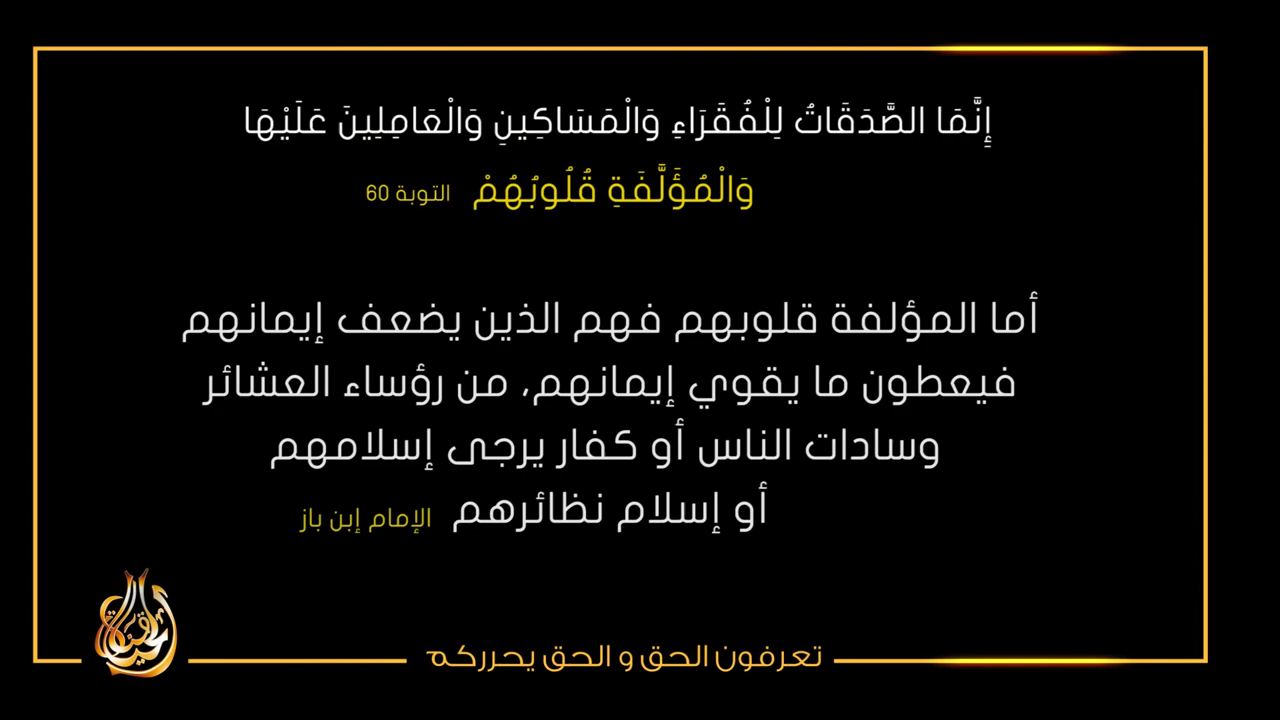 إِنَّمَا الصَّدَقَاتُ لِلْفُقَرَاءِ وَالْمَسَاكِينِ وَالْعَامِلِينَ عَلَيْهَا
وَالْمُؤَلَّفَةِ قُلُوبُهُمْ التوبة 60
أما المؤلفة قلوبهم فهم الذين يضعف إيمانهم
فيعطون ما يقوي إيمانهم، من رؤساء العشائر
وسادات الناس أو كفار يرجى إسلامهم
أو إسلام نظائرهم الإمام إبن باز
تعرفون الحق و الحق يحرركم